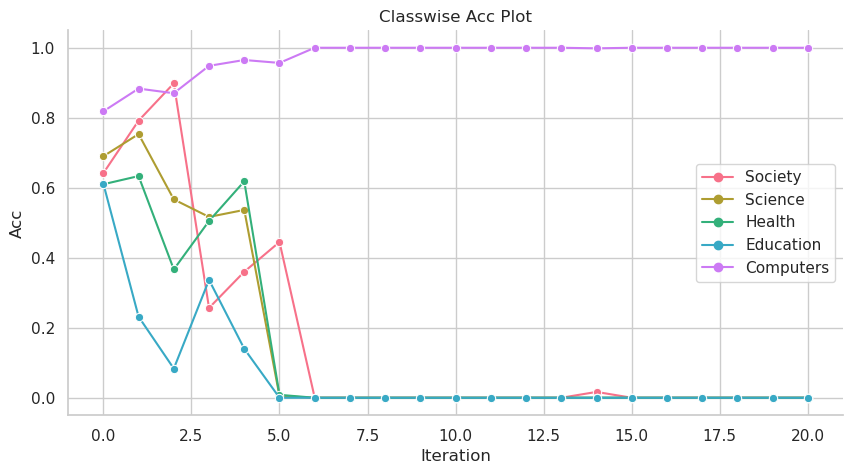 Classwise Acc Plot
Acc
1.0
0.8
0.6
0.4
0.2
0.0
Society
Science
Health
Education
Computers
0.0 2.5 5.0 7.5 10.0 12.5 15.0 17.5 20.0
Iteration